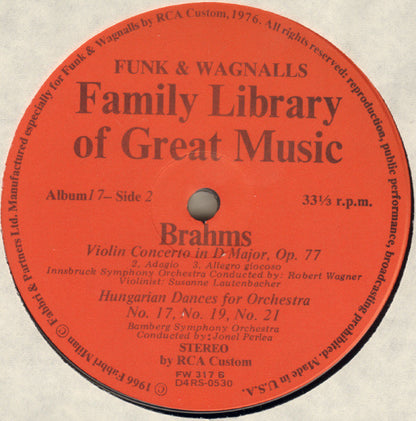 Manufactured especially for Funk & Wagnalls by RCA Custom, 1976. All rights reserved: reproduction, public performance, broadcasting prohibited. Made in U.S.A.
© 1966 Fabbri Milan © Fabbri & Partners Ltd.
FUNK & WAGNALLS
Family Library
of Great Music
Album 17 - Side 2
33⅓ r.p.m.
Brahms
Violin Concerto in D Major, Op. 77
2. Adagio 3. Allegro giocoso
Innsbruck Symphony Orchestra Conducted by: Robert Wagner
Violinist: Susanne Lautenbacher
Hungarian Dances for Orchestra
No. 17, No. 19, No. 21
Bamberg Symphony Orchestra
Conducted by: Jonel Perlea
STEREO
by RCA Custom
FW 317 6
D4RS-0530